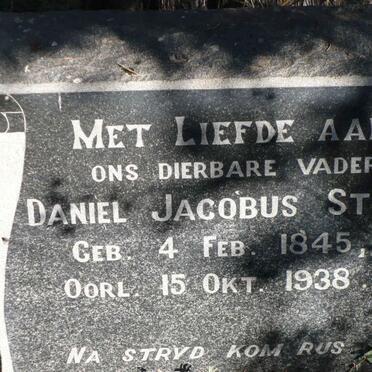 MET LIEFDE AAN
ONS DIERBARE VADER
DANIEL JACOBUS ST
GEB. 4 FEB. 1845,
OORL. 15 OKT. 1938.
NA STRYD KOM RUS